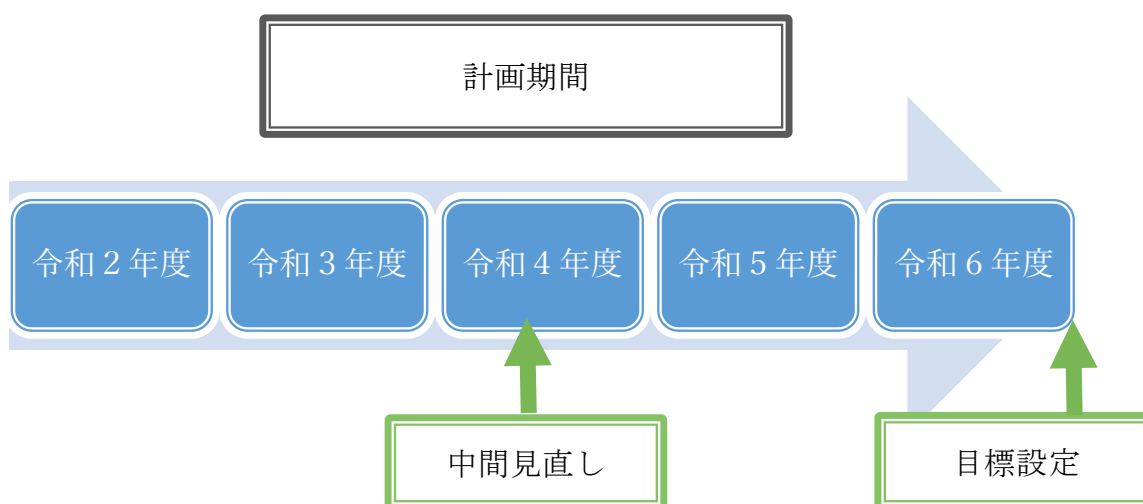 計画期間
令和２年度
令和３年度
令和４年度
令和５年度
令和６年度
中間見直し
目標設定